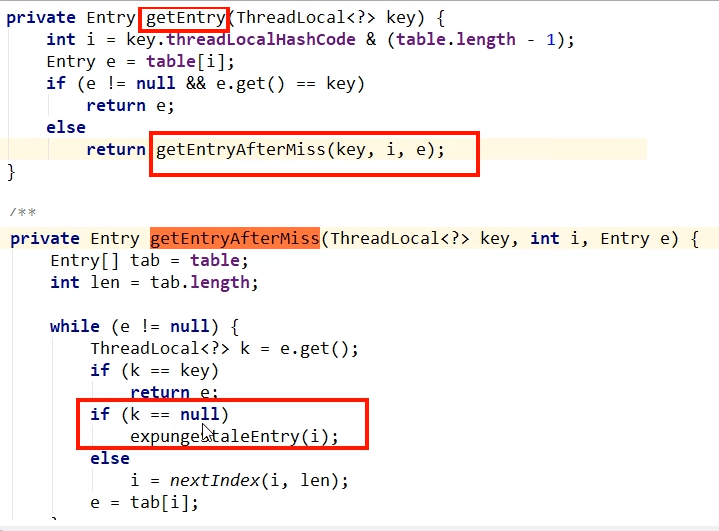 private Entry getEntry(ThreadLocal<?> key) {
int i = key.threadLocalHashCode & (table.length - 1);
Entry e = table[i];
if (e != null && e.get() == key)
return e;
else
return getEntryAfterMiss(key, i, e);
}
/**
private Entry getEntryAfterMiss(ThreadLocal<?> key, int i, Entry e) {
Entry[] tab = table;
int len = tab.length;
while (e != null) {
ThreadLocal<?> k = e.get();
if (k == key)
return e;
if (k == null)
expungeStaleEntry(i);
else
i = nextIndex(i, len);
e = tab[i];
}